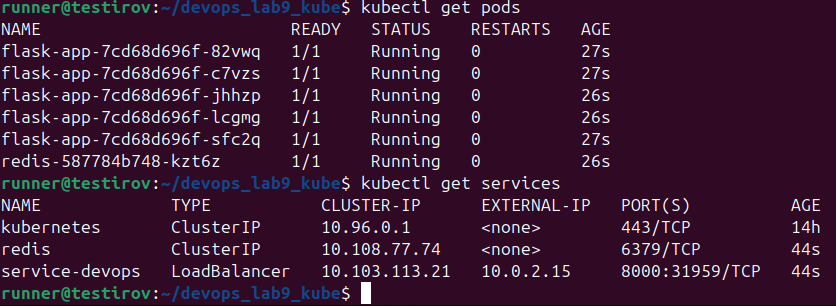 runner@testirov:~/devops_lab9_kube$ kubectl get pods
NAME READY STATUS RESTARTS AGE
flask-app-7cd68d696f-82vwq 1/1 Running 0 27s
flask-app-7cd68d696f-c7vzs 1/1 Running 0 27s
flask-app-7cd68d696f-jhhzp 1/1 Running 0 26s
flask-app-7cd68d696f-lcgmg 1/1 Running 0 26s
flask-app-7cd68d696f-sfc2q 1/1 Running 0 27s
redis-587784b748-kzt6z 1/1 Running 0 26s
runner@testirov:~/devops_lab9_kube$ kubectl get services
NAME TYPE CLUSTER-IP EXTERNAL-IP PORT(S) AGE
kubernetes ClusterIP 10.96.0.1 <none> 443/TCP 14h
redis ClusterIP 10.108.77.74 <none> 6379/TCP 44s
service-devops LoadBalancer 10.103.113.21 10.0.2.15 8000:31959/TCP 44s
runner@testirov:~/devops_lab9_kube$